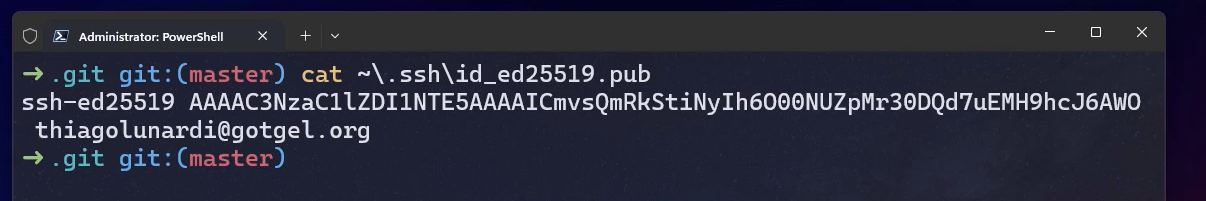 Administrator: PowerShell
→ .git git:(master) cat ~\.ssh\id_ed25519.pub
ssh-ed25519 AAAAC3NzaC1lZDI1NTE5AAAAICmvsQmRkStiNyIh6O00NUZpMr30DQd7uEMH9hcJ6AWO
thiagolunardi@gotgel.org
→ .git git:(master)